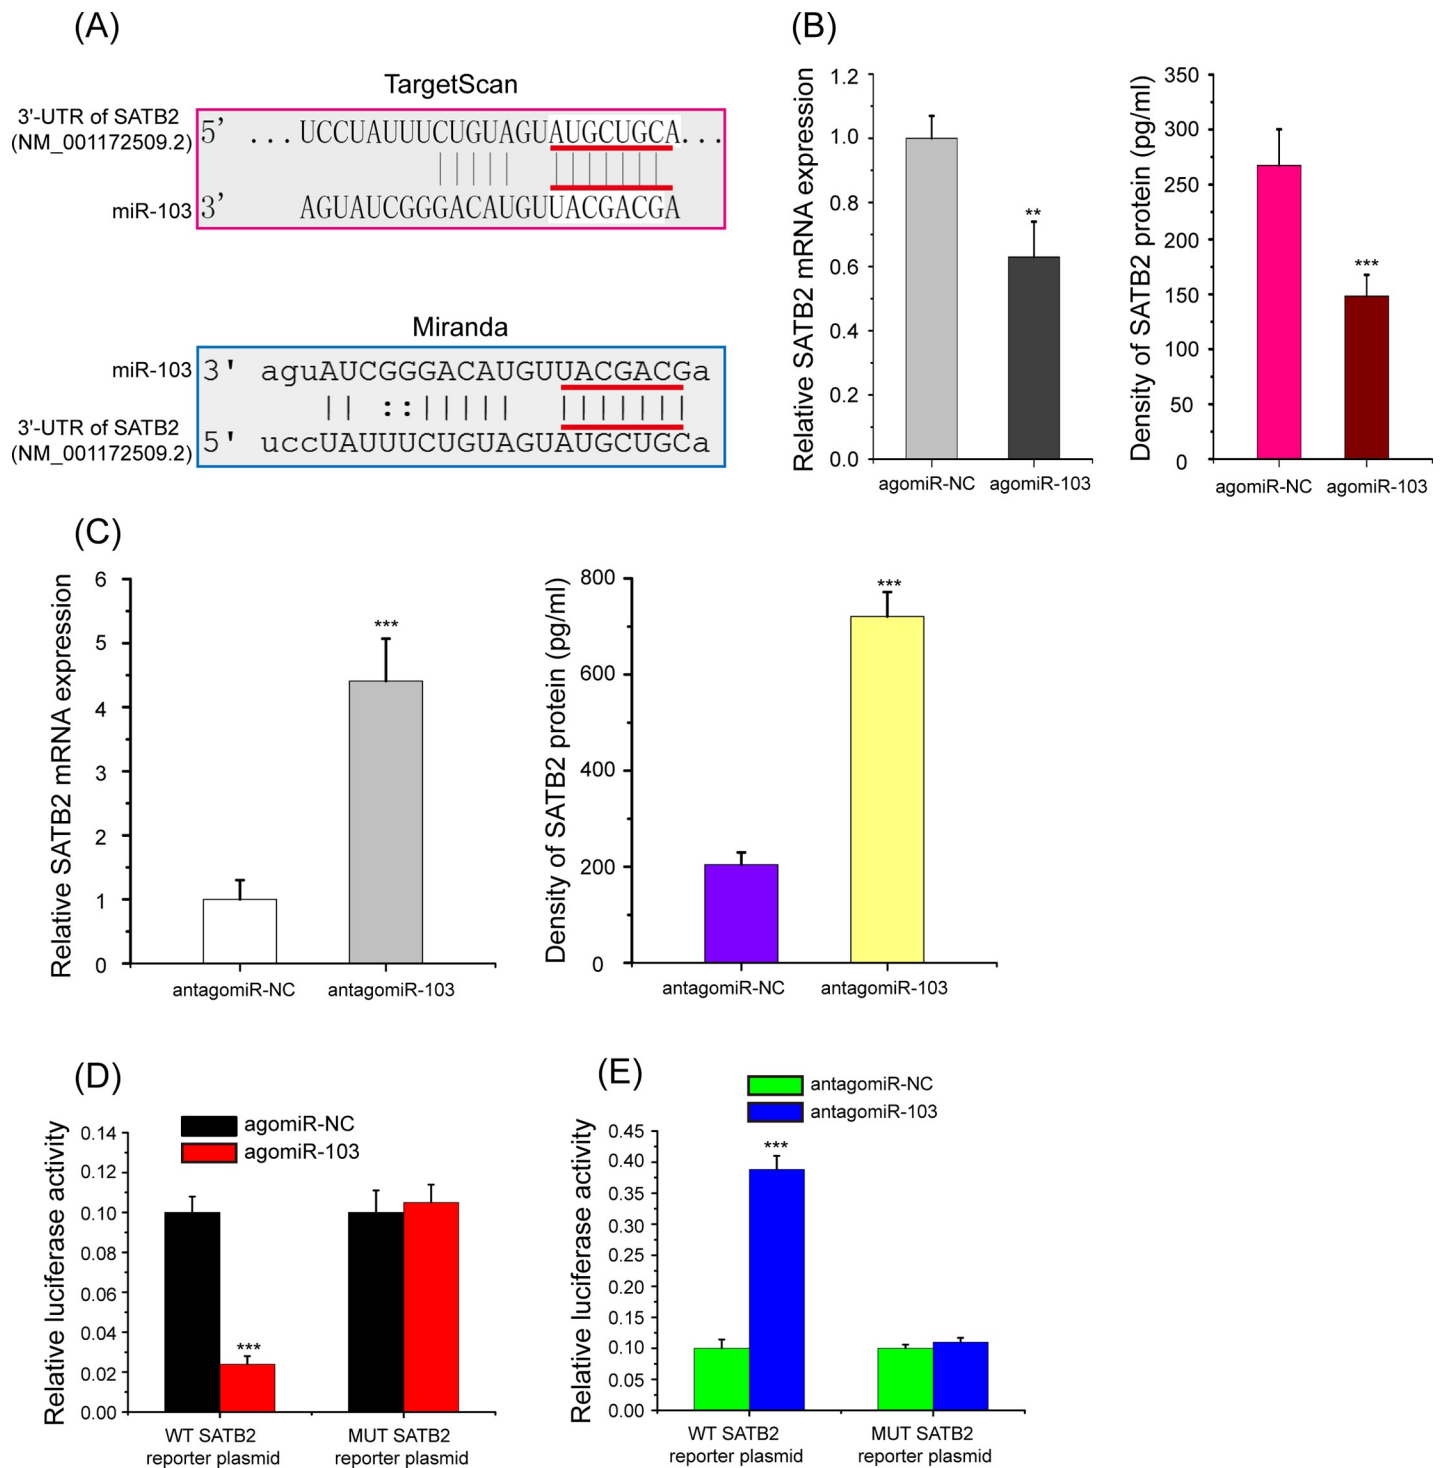 (A)
TargetScan
3'-UTR of SATB2
(NM_001172509.2)
5' ...UCCUAUUUCUGUAGUAUGCUGCA...
miR-103
3' AGUAUCGGGACAUGUUACGACGA
Miranda
miR-103
3' aguAUCGGGACAUGUUACGACGa
| | : : | | | | | | | | | | | |
3'-UTR of SATB2
(NM_001172509.2)
5' uccUAUUUCUGUAGUAUGCUGCa
(B)
Relative SATB2 mRNA expression
1.2
1.0
0.8
0.6
0.4
0.2
0.0
**
agomiR-NC agomiR-103
Density of SATB2 protein (pg/ml)
350
300
250
200
150
100
50
0
***
agomiR-NC agomiR-103
(C)
Relative SATB2 mRNA expression
6
5
4
3
2
1
0
***
antagomiR-NC antagomiR-103
Density of SATB2 protein (pg/ml)
800
600
400
200
0
***
antagomiR-NC antagomiR-103
(D)
agomiR-NC
agomiR-103
Relative luciferase activity
0.14
0.12
0.10
0.08
0.06
0.04
0.02
0.00
***
WT SATB2
reporter plasmid
MUT SATB2
reporter plasmid
(E)
antagomiR-NC
antagomiR-103
Relative luciferase activity
0.45
0.40
0.35
0.30
0.25
0.20
0.15
0.10
0.05
0.00
***
WT SATB2
reporter plasmid
MUT SATB2
reporter plasmid